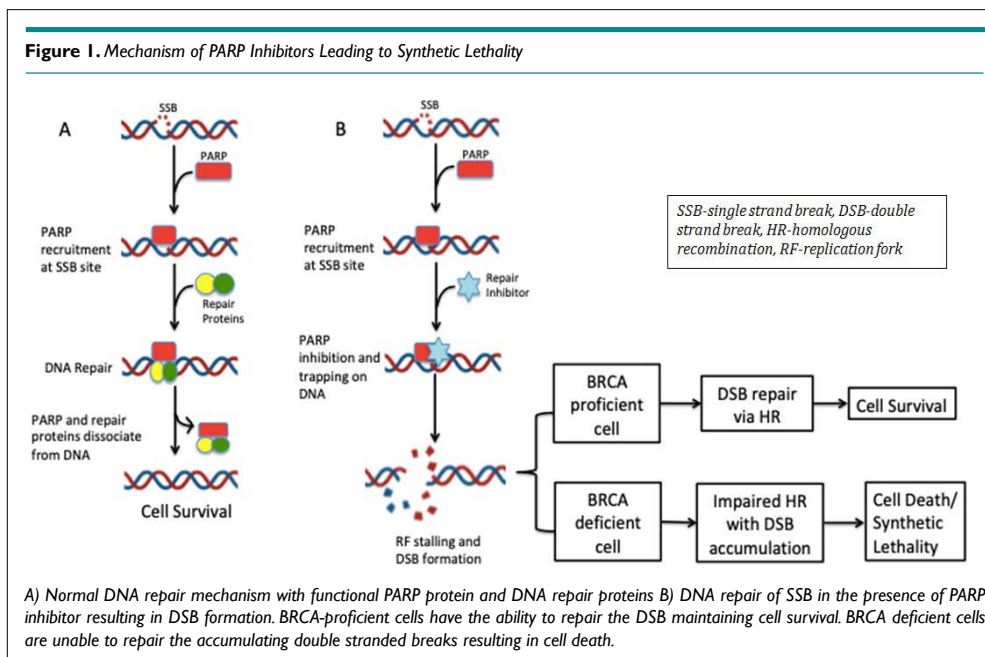 Figure 1. Mechanism of PARP Inhibitors Leading to Synthetic Lethality
A
SSB
PARP
PARP
recruitment
at SSB site
Repair
Proteins
DNA Repair
PARP and repair
proteins dissociate
from DNA
Cell Survival
B
SSB
PARP
PARP
recruitment
at SSB site
Repair
Inhibitor
PARP
inhibition and
trapping on
DNA
RF stalling and
DSB formation
SSB-single strand break, DSB-double
strand break, HR-homologous
recombination, RF-replication fork
BRCA
proficient
cell
DSB repair
via HR
Cell Survival
BRCA
deficient
cell
Impaired HR
with DSB
accumulation
Cell Death/
Synthetic
Lethality
A) Normal DNA repair mechanism with functional PARP protein and DNA repair proteins B) DNA repair of SSB in the presence of PARP
inhibitor resulting in DSB formation. BRCA-proficient cells have the ability to repair the DSB maintaining cell survival. BRCA deficient cells
are unable to repair the accumulating double stranded breaks resulting in cell death.